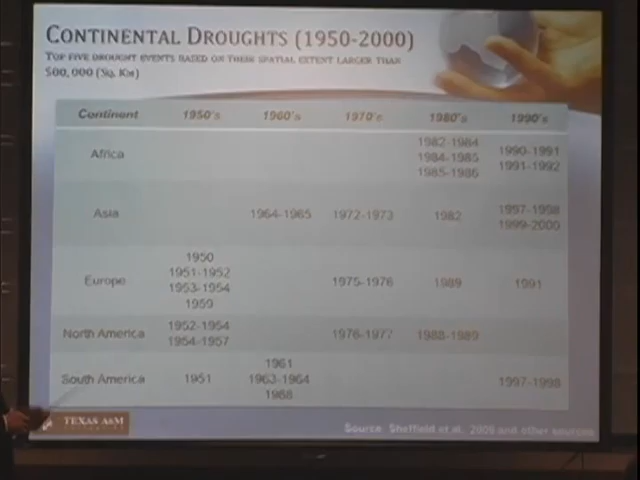 CONTINENTAL DROUGHTS (1950-2000)
TOP FIVE DROUGHT EVENTS BASED ON THEIR SPATIAL EXTENT LARGER THAN
500,000 (SQ. KM)
Continent 1950's 1960's 1970's 1980's 1990's
Africa 1982-1984 1990-1991
1984-1985 1991-1992
1985-1986
Asia 1964-1965 1972-1973 1982 1997-1998
1999-2000
Europe 1950 1975-1976 1989 1991
1951-1952
1953-1954
1959
North America 1952-1954 1976-1977 1988-1989
1954-1957
South America 1951 1961 1997-1998
1963-1964
1968
TEXAS A&M
Source: Sheffield et al. 2009 and other sources